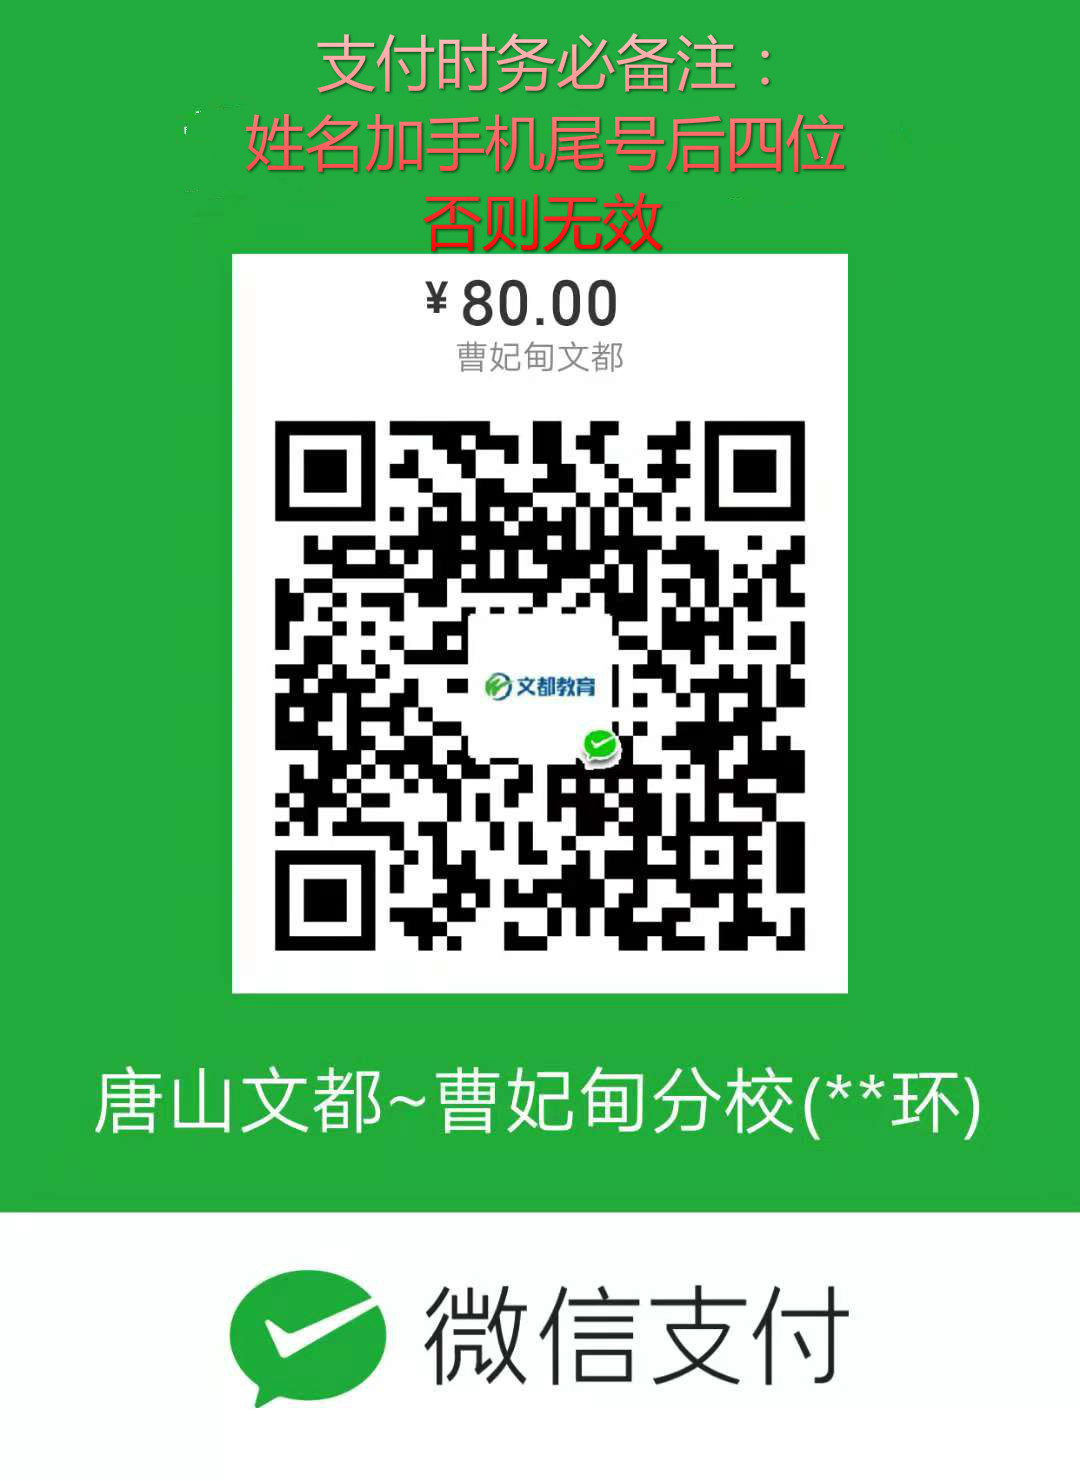 支付时务必备注：
姓名加手机尾号后四位
否则无效
¥80.00
曹妃甸文都
文都教育
唐山文都~曹妃甸分校(**环)
微信支付